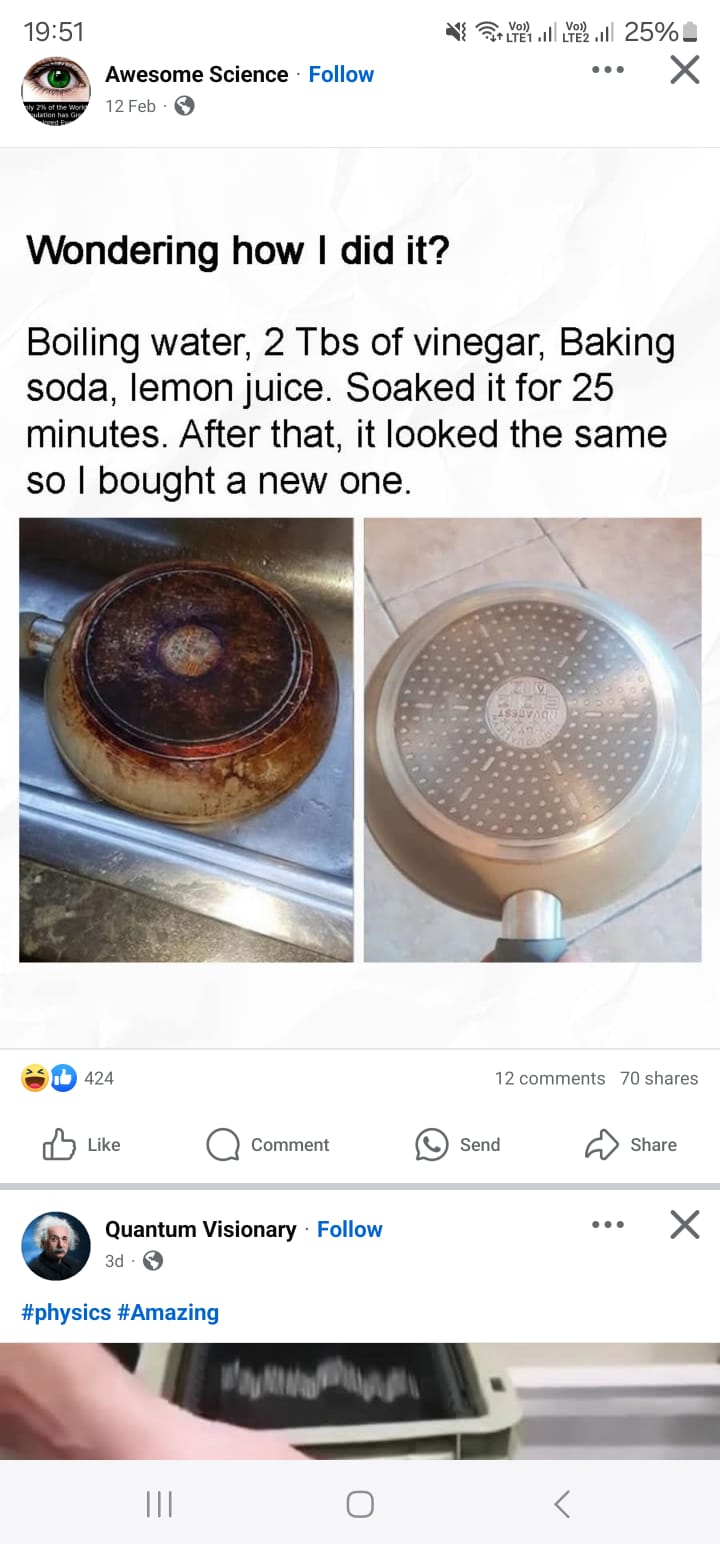 19:51
Vo)) LTE1 Vo)) LTE2 25%
Awesome Science · Follow
12 Feb ·
Wondering how I did it?
Boiling water, 2 Tbs of vinegar, Baking
soda, lemon juice. Soaked it for 25
minutes. After that, it looked the same
so I bought a new one.
424 12 comments 70 shares
Like Comment Send Share
Quantum Visionary · Follow
3d ·
#physics #Amazing